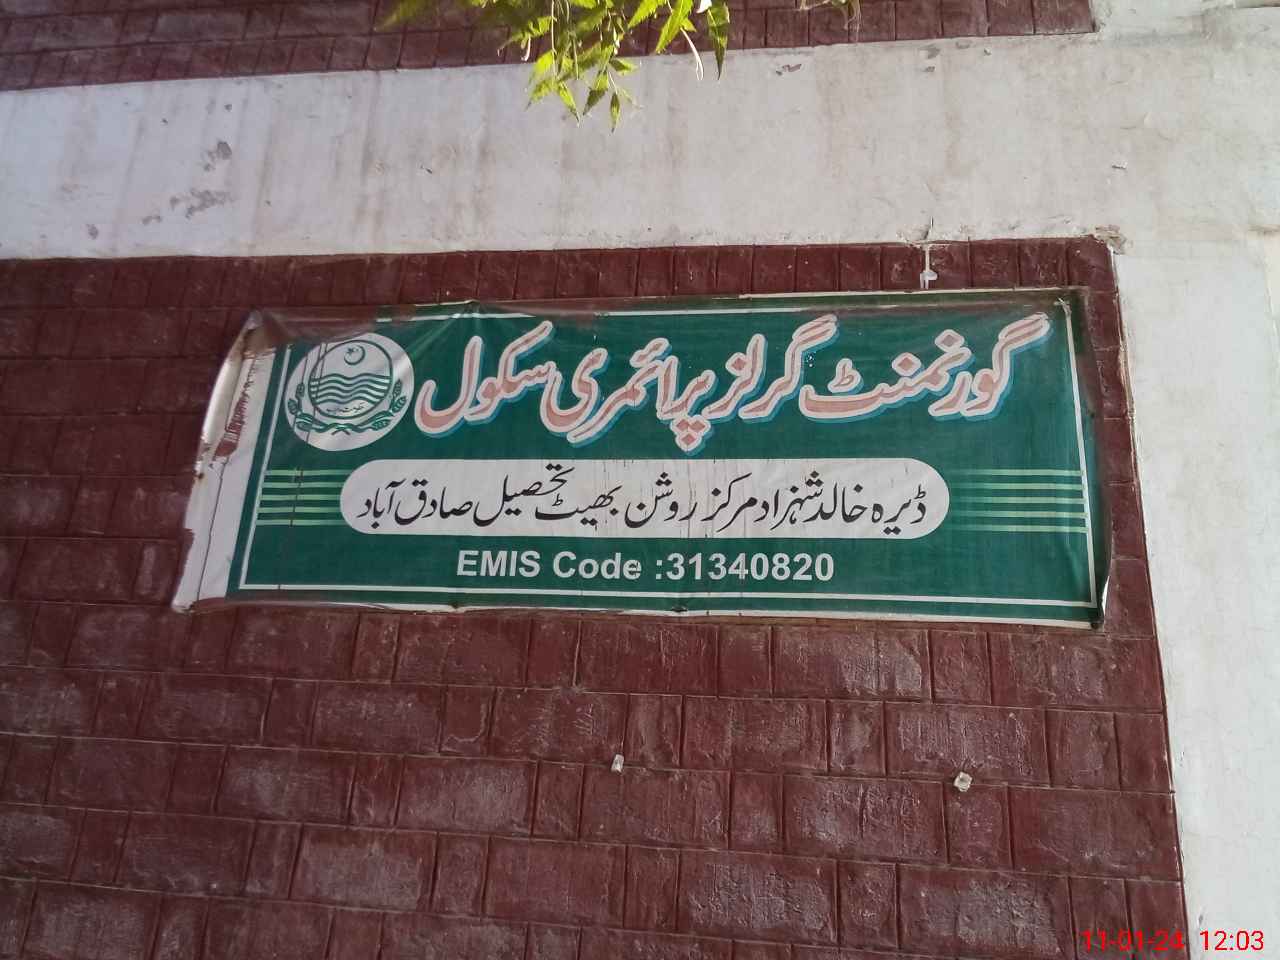 گورنمنٹ گرلز پرائمری سکول
ڈیرہ خالد شہزاد مرکز روشن بھیٹ تحصیل صادق آباد
EMIS Code :31340820
11-01-24 12:03